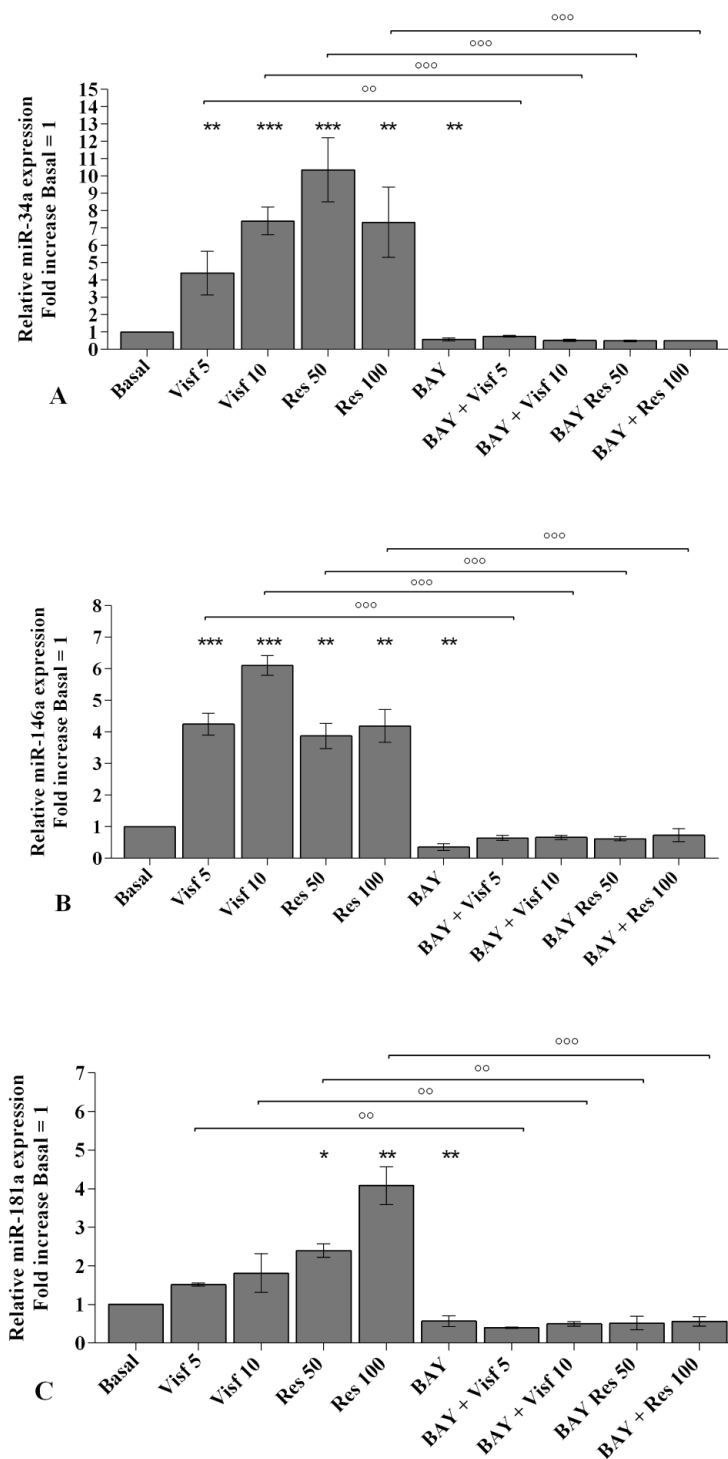 °°°
°°°
°°°
°°
** *** *** ** **
Relative miR-34a expression
Fold increase Basal = 1
15
14
13
12
11
10
9
8
7
6
5
4
3
2
1
0
Basal
Visf 5
Visf 10
Res 50
Res 100
BAY
BAY + Visf 5
BAY + Visf 10
BAY Res 50
BAY + Res 100
A
°°°
°°°
°°°
°°°
*** *** ** ** **
Relative miR-146a expression
Fold increase Basal = 1
8
7
6
5
4
3
2
1
0
Basal
Visf 5
Visf 10
Res 50
Res 100
BAY
BAY + Visf 5
BAY + Visf 10
BAY Res 50
BAY + Res 100
B
°°°
°°
°°
°°
* ** **
Relative miR-181a expression
Fold increase Basal = 1
7
6
5
4
3
2
1
0
Basal
Visf 5
Visf 10
Res 50
Res 100
BAY
BAY + Visf 5
BAY + Visf 10
BAY Res 50
BAY + Res 100
C